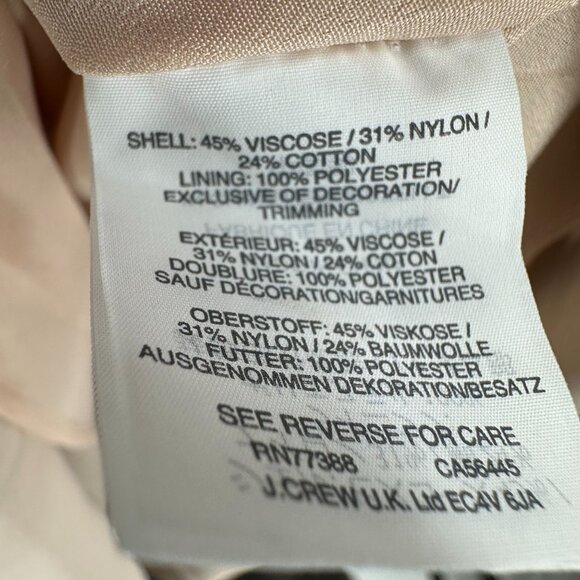 SHELL: 45% VISCOSE / 31% NYLON /
24% COTTON
LINING: 100% POLYESTER
EXCLUSIVE OF DECORATION/
TRIMMING
EXTÉRIEUR: 45% VISCOSE /
31% NYLON / 24% COTON
DOUBLURE: 100% POLYESTER
SAUF DÉCORATION/GARNITURES
OBERSTOFF: 45% VISKOSE /
31% NYLON / 24% BAUMWOLLE
FUTTER: 100% POLYESTER
AUSGENOMMEN DEKORATION/BESATZ
SEE REVERSE FOR CARE
RN77388 CA56445
J.CREW U.K. Ltd EC4V 6JA